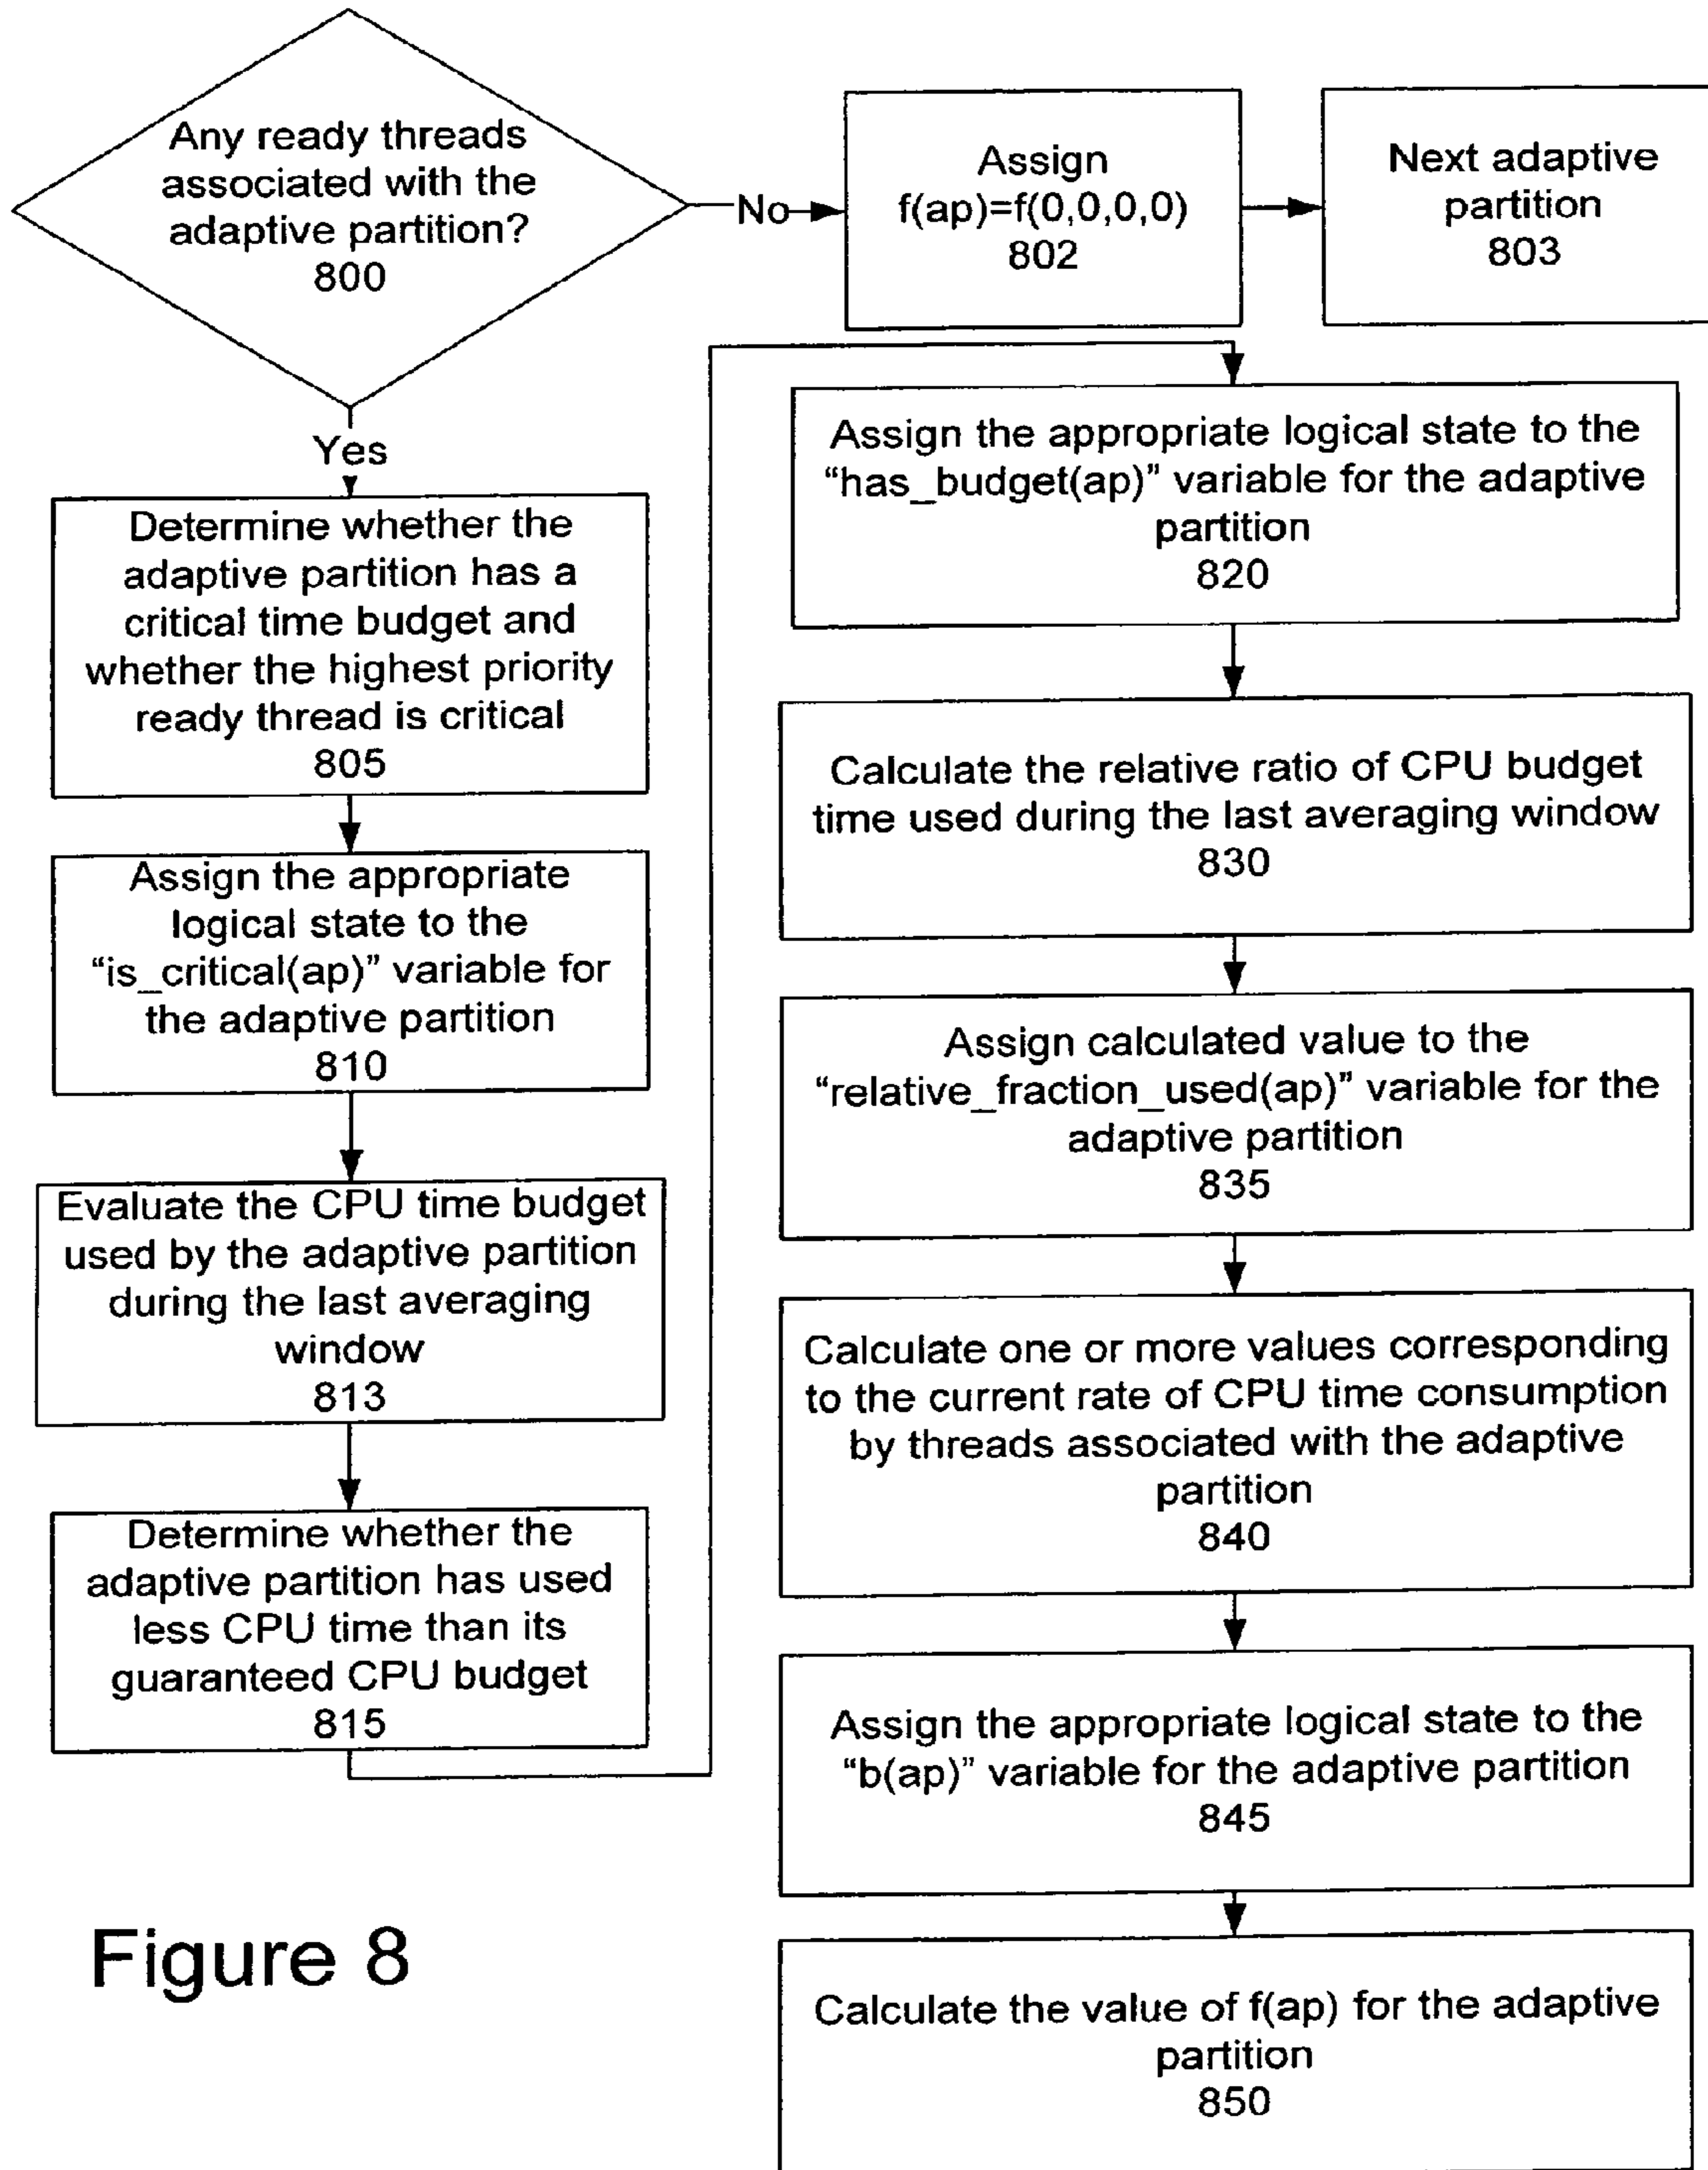 Any ready threads
associated with the
adaptive partition?
800
No
Assign
f(ap)=f(0,0,0,0)
802
Next adaptive
partition
803
Yes
Determine whether the
adaptive partition has a
critical time budget and
whether the highest priority
ready thread is critical
805
Assign the appropriate
logical state to the
“is_critical(ap)” variable for
the adaptive partition
810
Evaluate the CPU time budget
used by the adaptive partition
during the last averaging
window
813
Determine whether the
adaptive partition has used
less CPU time than its
guaranteed CPU budget
815
Assign the appropriate logical state to the
“has_budget(ap)” variable for the adaptive
partition
820
Calculate the relative ratio of CPU budget
time used during the last averaging window
830
Assign calculated value to the
“relative_fraction_used(ap)” variable for the
adaptive partition
835
Calculate one or more values corresponding
to the current rate of CPU time consumption
by threads associated with the adaptive
partition
840
Assign the appropriate logical state to the
“b(ap)” variable for the adaptive partition
845
Calculate the value of f(ap) for the adaptive
partition
850
Figure 8